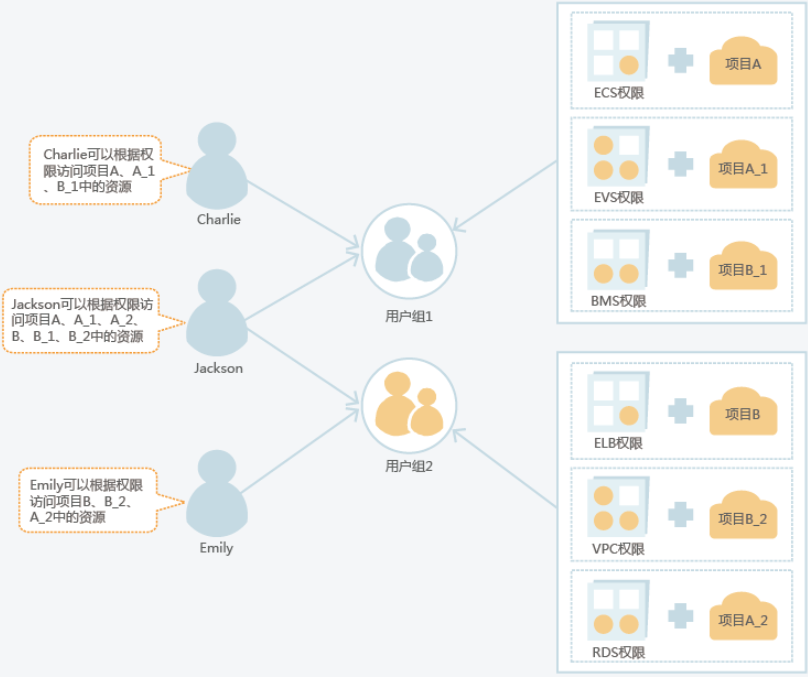 Charlie可以根据权
限访问项目A、A_1
、B_1中的资源
Charlie
Jackson可以根据权限访
问项目A、A_1、A_2、
B、B_1、B_2中的资源
Jackson
Emily可以根据权限
访问项目B、B_2、
A_2中的资源
Emily
用户组1
用户组2
ECS权限
项目A
EVS权限
项目A_1
BMS权限
项目B_1
ELB权限
项目B
VPC权限
项目B_2
RDS权限
项目A_2